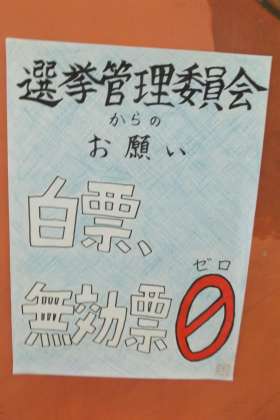 選挙管理委員会
からの
お願い
白票、
ゼロ
無効票0